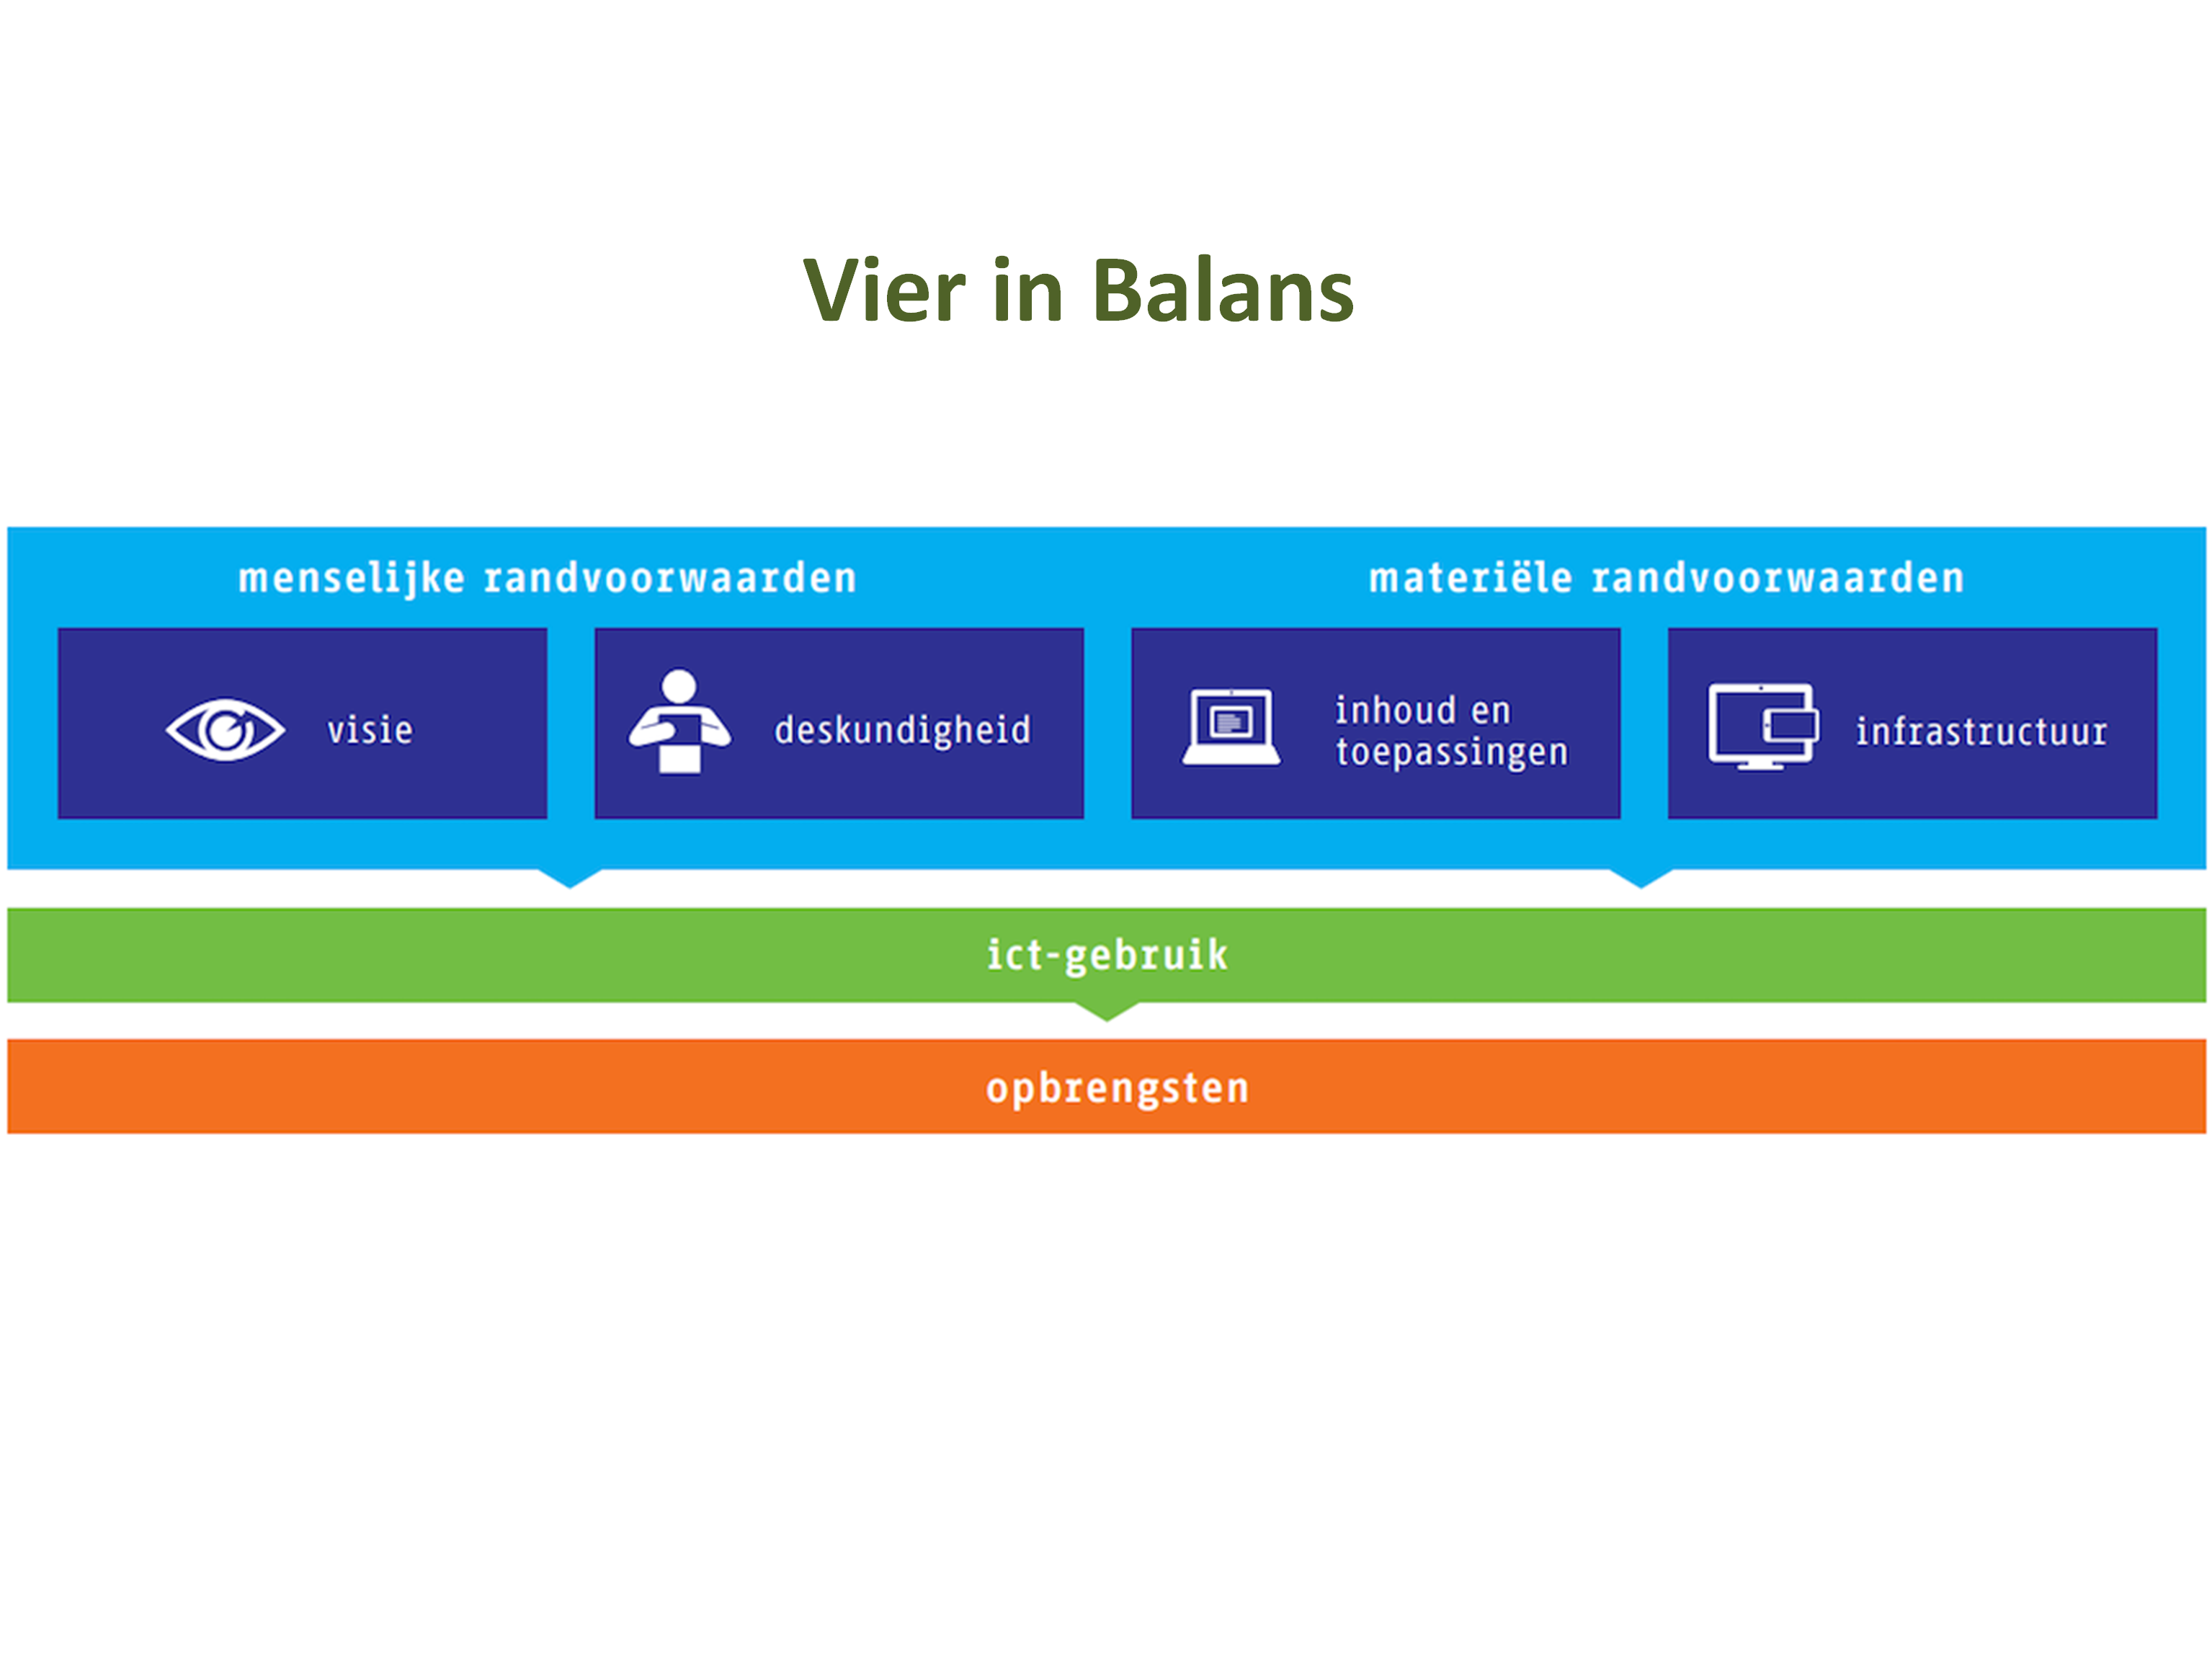 Vier in Balans
menselijke randvoorwaarden
materiële randvoorwaarden
visie
deskundigheid
inhoud en
toepassingen
infrastructuur
ict-gebruik
opbrengsten